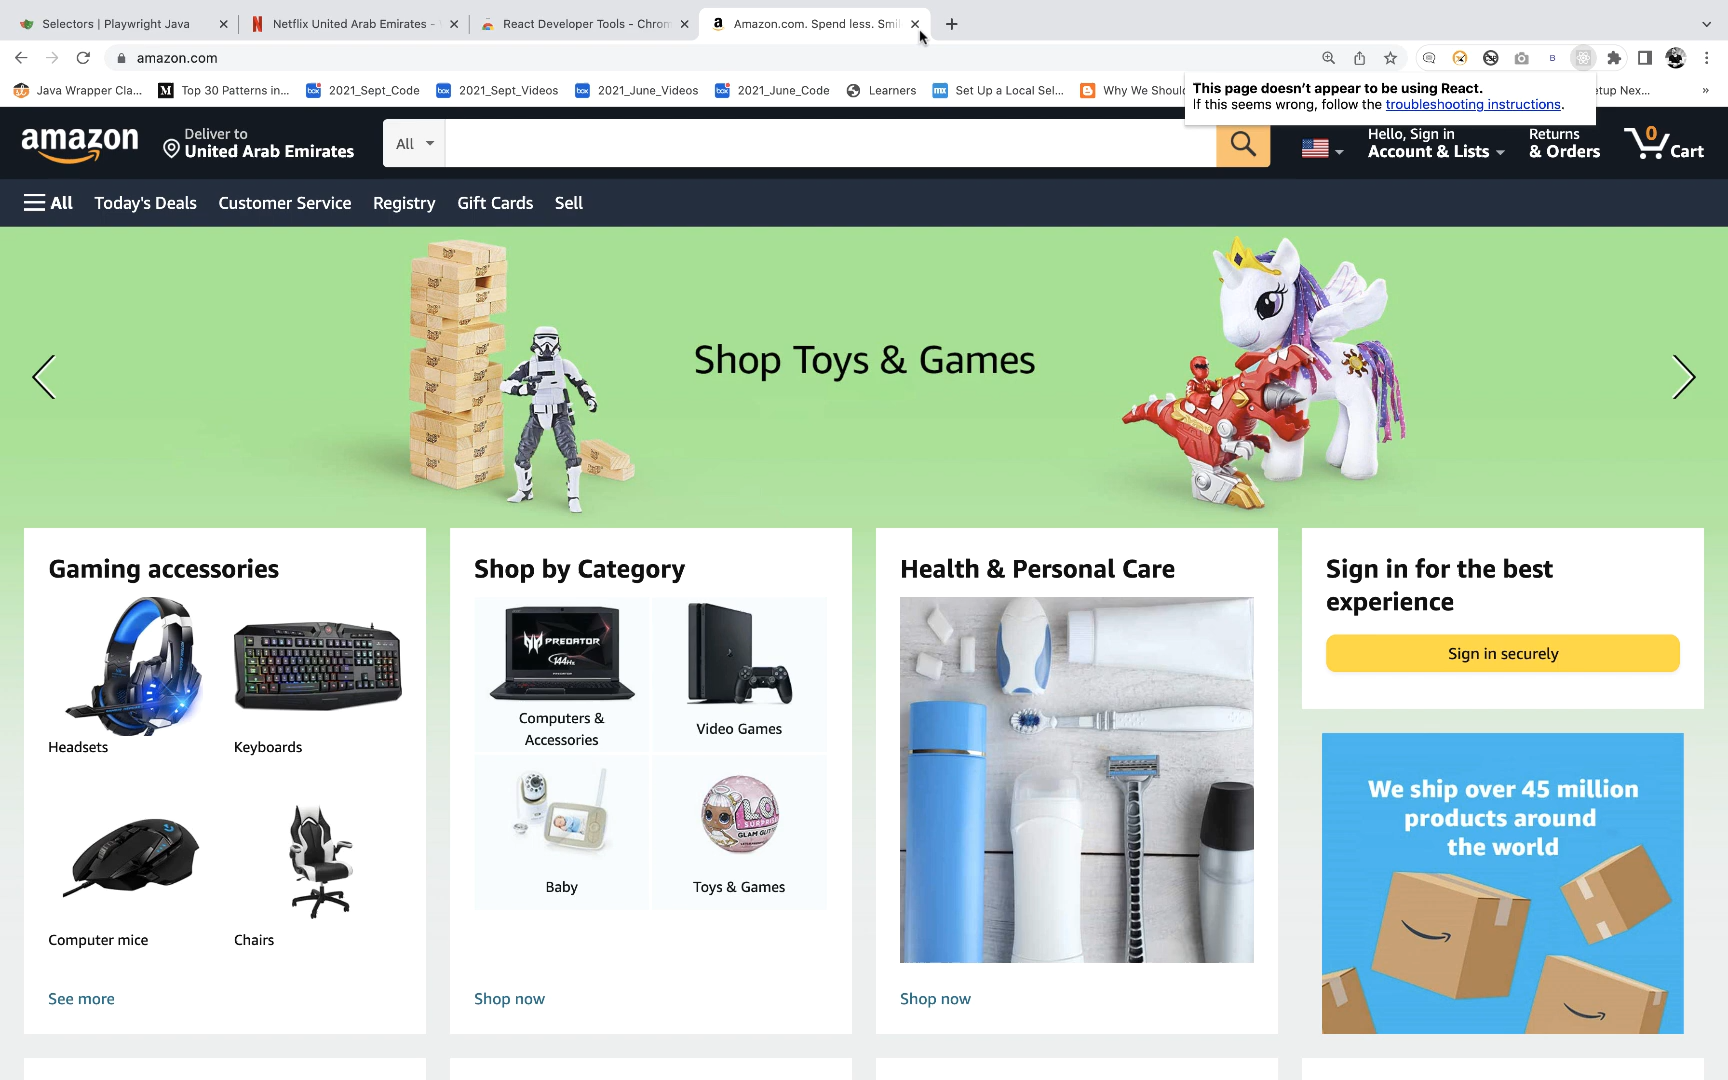 Selectors | Playwright Java
Netflix United Arab Emirates -
React Developer Tools - Chrom
Amazon.com. Spend less. Smil
amazon.com
Java Wrapper Cla...
Top 30 Patterns in...
2021_Sept_Code
2021_Sept_Videos
2021_June_Videos
2021_June_Code
Learners
Set Up a Local Sel...
Why We Shoul
etup Nex...
This page doesn't appear to be using React.
If this seems wrong, follow the troubleshooting instructions.
amazon
Deliver to
United Arab Emirates
All
Hello, Sign in
Account & Lists
Returns
& Orders
0
Cart
All
Today's Deals
Customer Service
Registry
Gift Cards
Sell
Shop Toys & Games
Gaming accessories
Headsets
Keyboards
Computer mice
Chairs
See more
Shop by Category
PREDATOR
144Hz
Computers &
Accessories
Video Games
Baby
Toys & Games
Shop now
Health & Personal Care
Shop now
Sign in for the best
experience
Sign in securely
We ship over 45 million
products around
the world